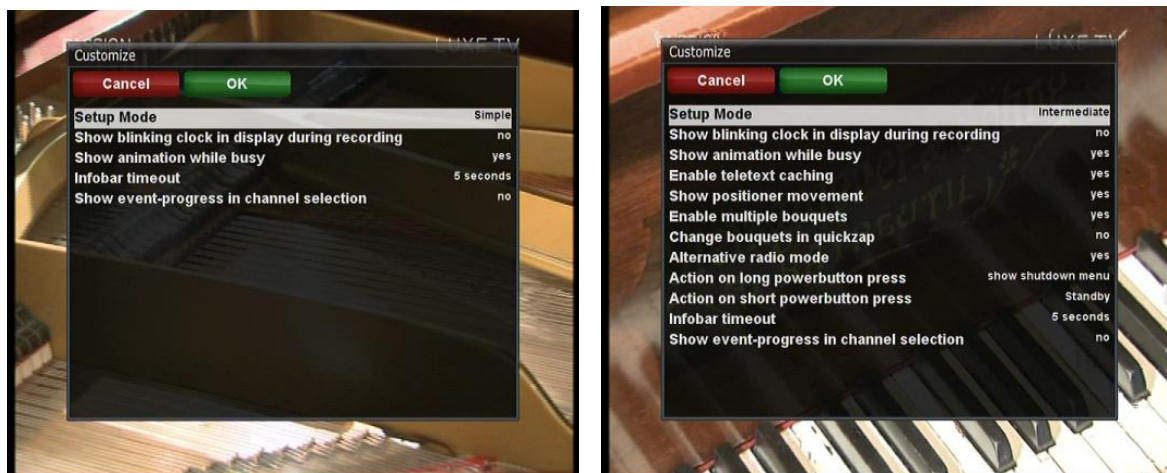 LUXE TV
Customize
Cancel OK
Setup Mode Simple
Show blinking clock in display during recording no
Show animation while busy yes
Infobar timeout 5 seconds
Show event-progress in channel selection no
LUXE TV
Customize
Cancel OK
Setup Mode Intermediate
Show blinking clock in display during recording no
Show animation while busy yes
Enable teletext caching yes
Show positioner movement yes
Enable multiple bouquets yes
Change bouquets in quickzap no
Alternative radio mode yes
Action on long powerbutton press show shutdown menu
Action on short powerbutton press Standby
Infobar timeout 5 seconds
Show event-progress in channel selection no